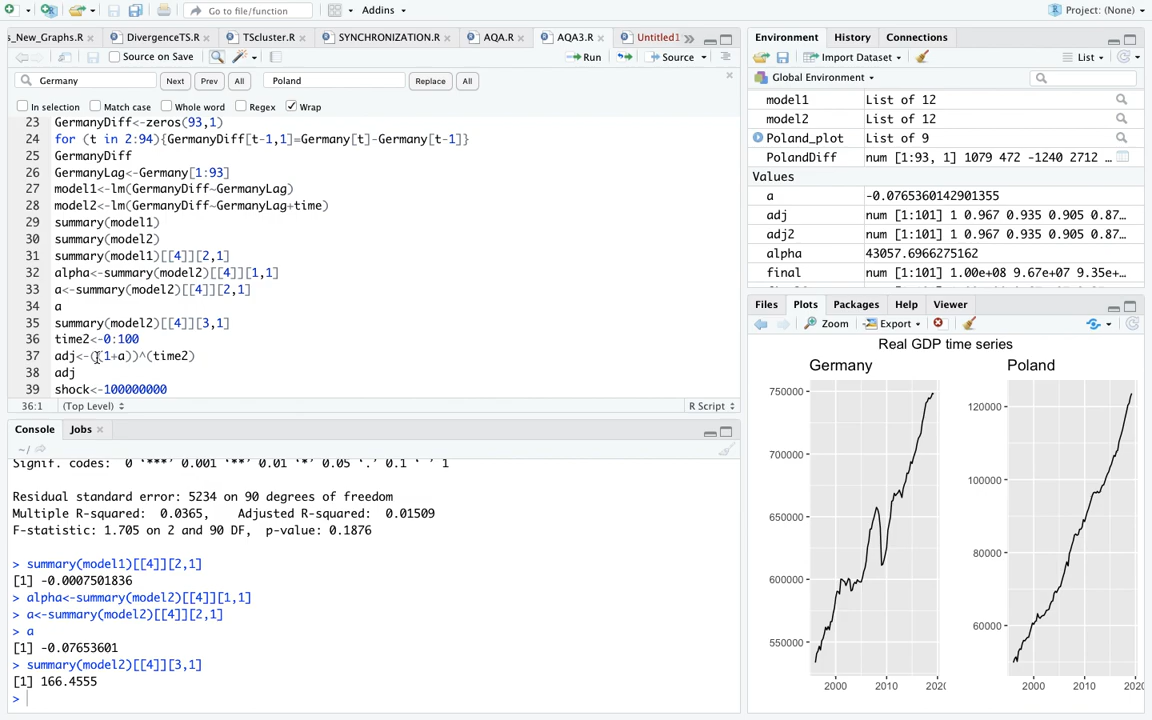 Go to file/function
Addins
Project: (None)
s_New_Graphs.R
DivergenceTS.R
TScluster.R
SYNCHRONIZATION.R
AQA.R
AQA3.R
Untitled1
Source on Save
Run
Source
Germany
Next
Prev
All
Poland
Replace
All
In selection
Match case
Whole word
Regex
Wrap
23 GermanyDiff<-zeros(93,1)
24 for (t in 2:94){GermanyDiff[t-1,1]=Germany[t]-Germany[t-1]}
25 GermanyDiff
26 GermanyLag<-Germany[1:93]
27 model1<-lm(GermanyDiff~GermanyLag)
28 model2<-lm(GermanyDiff~GermanyLag+time)
29 summary(model1)
30 summary(model2)
31 summary(model1)[[4]][2,1]
32 alpha<-summary(model2)[[4]][1,1]
33 a<-summary(model2)[[4]][2,1]
34 a
35 summary(model2)[[4]][3,1]
36 time2<-0:100
37 adj<-((1+a))^(time2)
38 adj
39 shock<-100000000
36:1 (Top Level) R Script
Console Jobs
~/
Signif. codes: 0 ‘***’ 0.001 ‘**’ 0.01 ‘*’ 0.05 ‘.’ 0.1 ‘ ’ 1
Residual standard error: 5234 on 90 degrees of freedom
Multiple R-squared: 0.0365, Adjusted R-squared: 0.01509
F-statistic: 1.705 on 2 and 90 DF, p-value: 0.1876
> summary(model1)[[4]][2,1]
[1] -0.0007501836
> alpha<-summary(model2)[[4]][1,1]
> a<-summary(model2)[[4]][2,1]
> a
[1] -0.07653601
> summary(model2)[[4]][3,1]
[1] 166.4555
>
Environment History Connections
Import Dataset List
Global Environment
model1 List of 12
model2 List of 12
Poland_plot List of 9
PolandDiff num [1:93, 1] 1079 472 -1240 2712 …
Values
a -0.0765360142901355
adj num [1:101] 1 0.967 0.935 0.905 0.87…
adj2 num [1:101] 1 0.967 0.935 0.905 0.87…
alpha 43057.6966275162
final num [1:101] 1.00e+08 9.67e+07 9.35e+…
Files Plots Packages Help Viewer
Zoom Export
Real GDP time series
Germany
750000
700000
650000
600000
550000
2000 2010 202
Poland
120000
100000
80000
60000
2000 2010 202